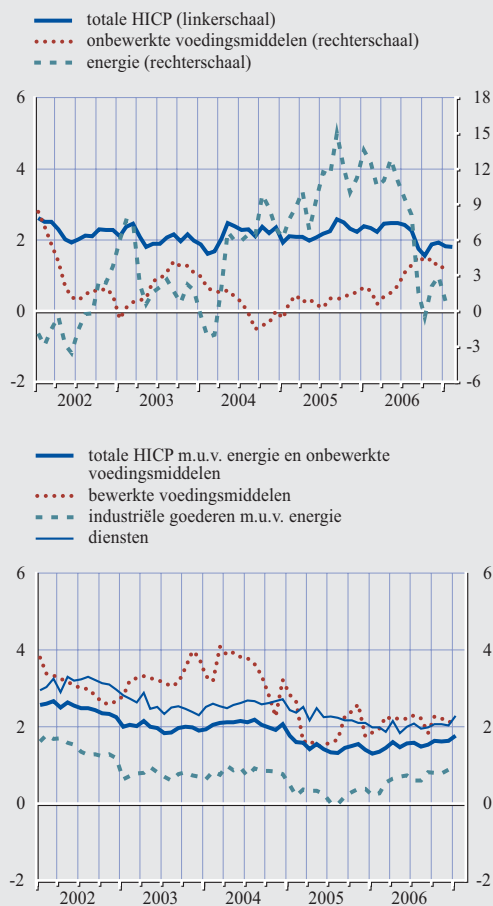 totale HICP (linkerschaal)
onbewerkte voedingsmiddelen (rechterschaal)
energie (rechterschaal)
6 18
15
4 12
9
2 6
3
0 0
-3
-2 -6
2002 2003 2004 2005 2006
totale HICP m.u.v. energie en onbewerkte
voedingsmiddelen
bewerkte voedingsmiddelen
industriële goederen m.u.v. energie
diensten
6 6
4 4
2 2
0 0
-2 -2
2002 2003 2004 2005 2006